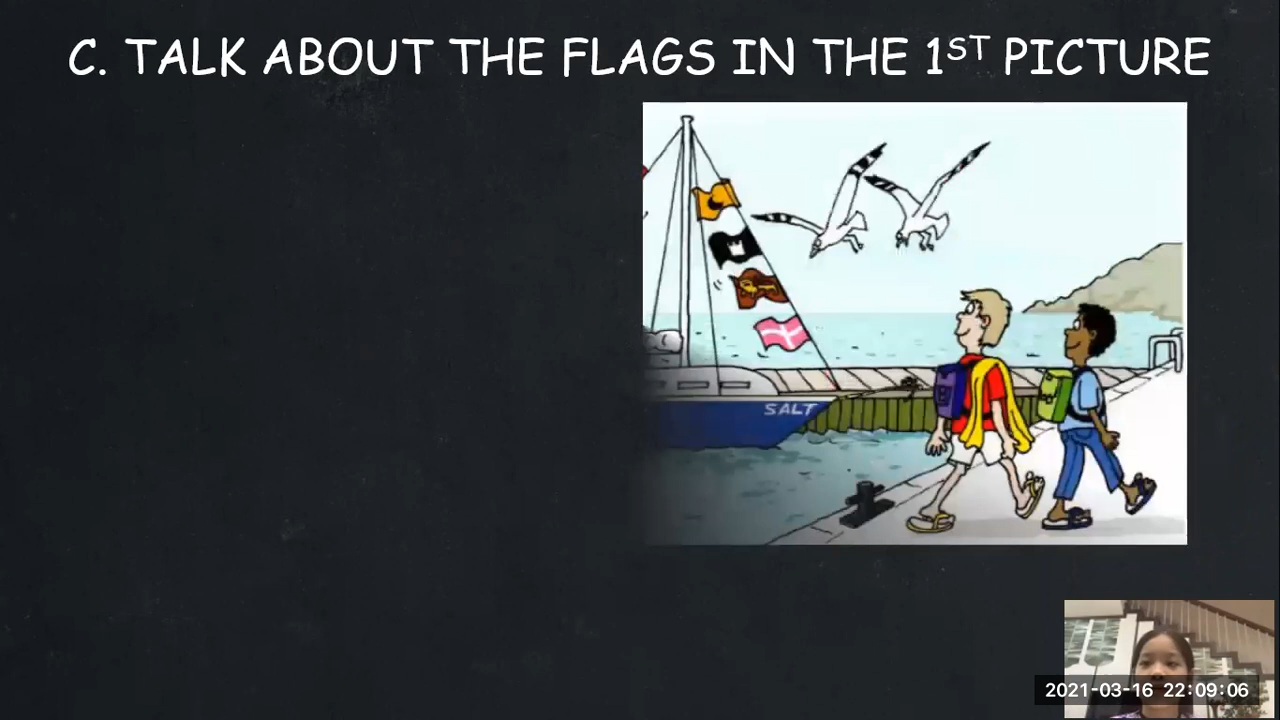 C. TALK ABOUT THE FLAGS IN THE 1ST PICTURE
SALT
2021-03-16 22:09:06